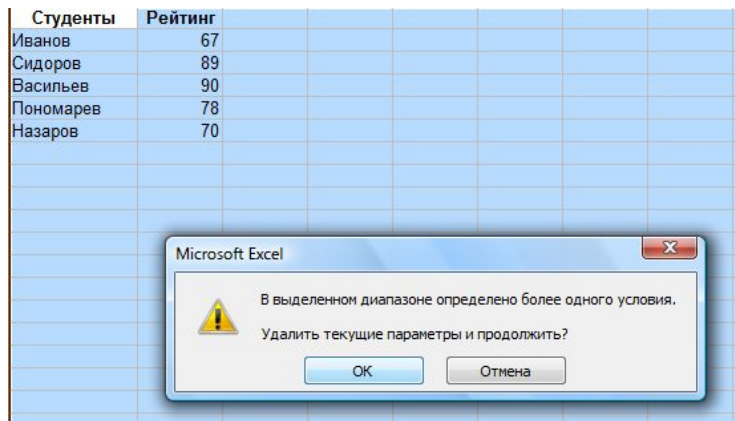 Студенты Рейтинг
Иванов 67
Сидоров 89
Васильев 90
Пономарев 78
Назаров 70
Microsoft Excel
В выделенном диапазоне определено более одного условия.
Удалить текущие параметры и продолжить?
ОК Отмена